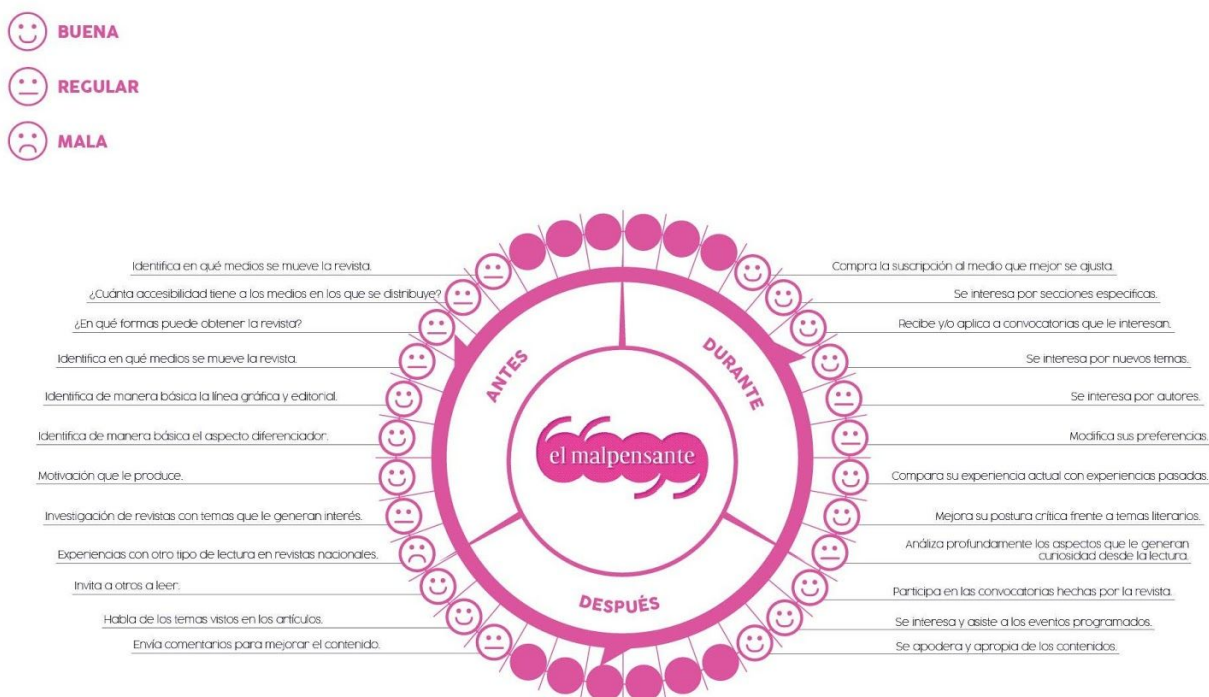 BUENA
REGULAR
MALA
Identifica en qué medios se mueve la revista.
¿Cuánta accesibilidad tiene a los medios en los que se distribuye?
¿En qué formas puede obtener la revista?
Identifica en qué medios se mueve la revista.
Identifica de manera básica la línea gráfica y editorial.
Identifica de manera básica el aspecto diferenciador.
Motivación que le produce.
Investigación de revistas con temas que le generan interés.
Experiencias con otro tipo de lectura en revistas nacionales.
Invita a otros a leer.
Habla de los temas vistos en los artículos.
Envía comentarios para mejorar el contenido.
ANTES
DURANTE
el malpensante
DESPUÉS
Compra la suscripción al medio que mejor se ajusta.
Se interesa por secciones especificas.
Recibe y/o aplica a convocatorias que le interesan.
Se interesa por nuevos temas.
Se interesa por autores.
Modifica sus preferencias.
Compara su experiencia actual con experiencias pasadas.
Mejora su postura crítica frente a temas literarios.
Análiza profundamente los aspectos que le generan
curiosidad desde la lectura.
Participa en las convocatorias hechas por la revista.
Se interesa y asiste a los eventos programados.
Se apodera y apropia de los contenidos.